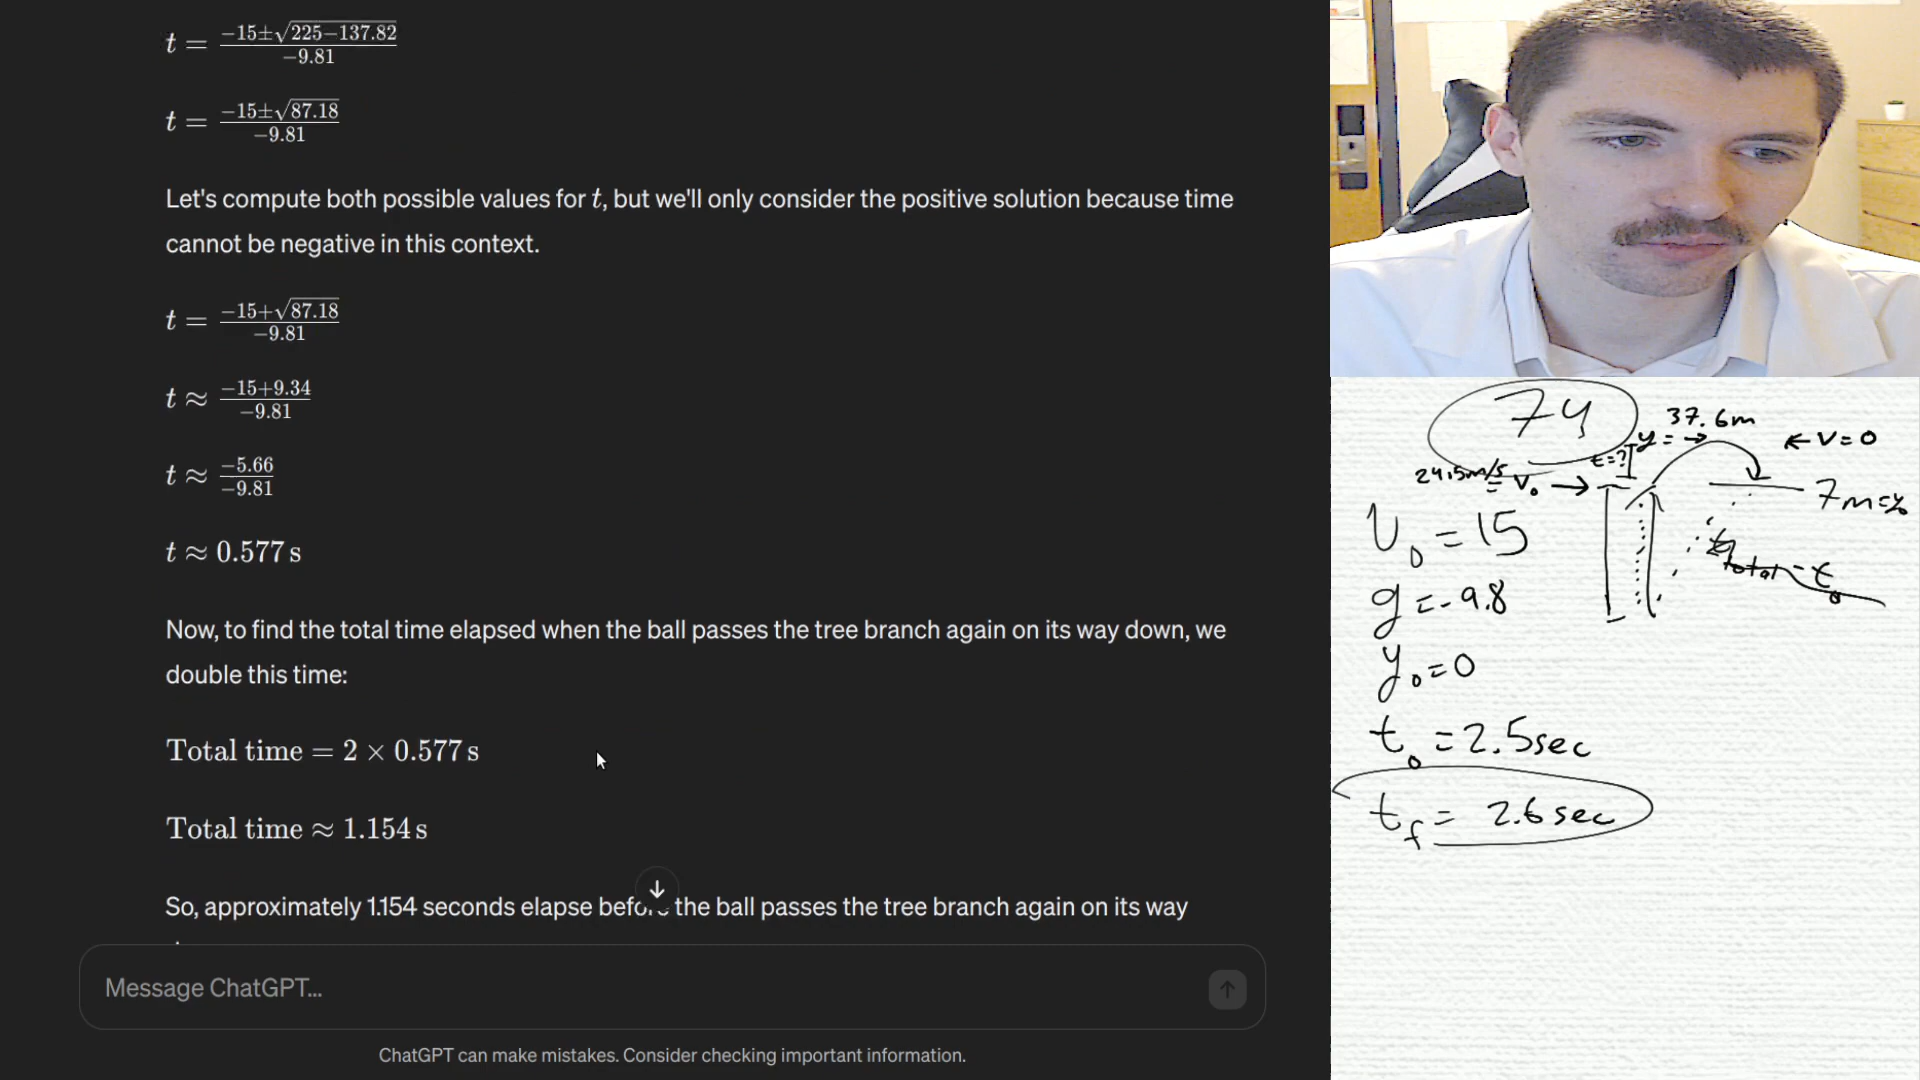 t = −15±√225−137.82 / −9.81
t = −15±√87.18 / −9.81
Let's compute both possible values for t, but we'll only consider the positive solution because time
cannot be negative in this context.
t = −15+√87.18 / −9.81
t ≈ −15+9.34 / −9.81
t ≈ −5.66 / −9.81
t ≈ 0.577 s
Now, to find the total time elapsed when the ball passes the tree branch again on its way down, we
double this time:
Total time = 2 × 0.577 s
Total time ≈ 1.154 s
So, approximately 1.154 seconds elapse before the ball passes the tree branch again on its way
Message ChatGPT...
ChatGPT can make mistakes. Consider checking important information.
74
37.6m
y = →
← v = 0
t = ?
24.5m/s
= v₀ →
7m = y₀
v₀ = 15
total - t₀
g = -9.8
y₀ = 0
t₀ = 2.5sec
t_f = 2.6 sec